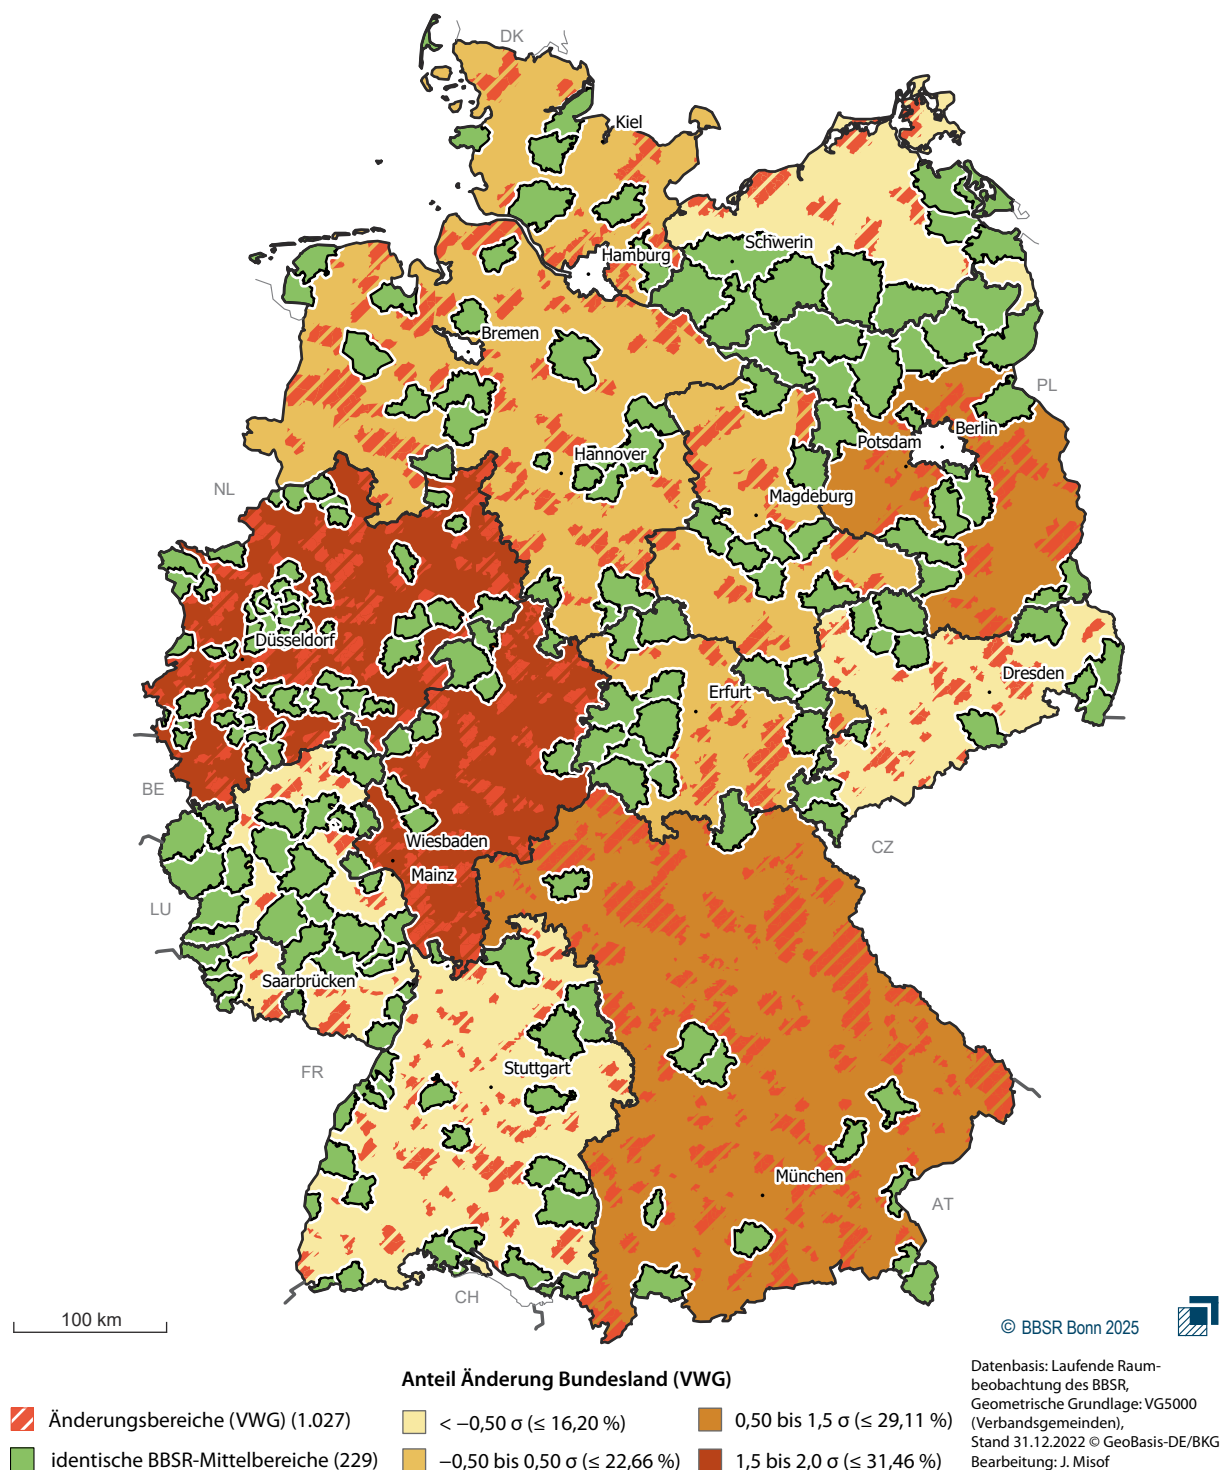 DK
Kiel
Schwerin
Hamburg
Bremen
PL
Berlin
Potsdam
Hannover
NL
Magdeburg
Düsseldorf
Dresden
Erfurt
BE
Wiesbaden
CZ
Mainz
LU
Saarbrücken
FR
Stuttgart
München
AT
CH
100 km
© BBSR Bonn 2025
Anteil Änderung Bundesland (VWG)
Änderungsbereiche (VWG) (1.027)
identische BBSR-Mittelbereiche (229)
< −0,50 σ (≤ 16,20 %)
−0,50 bis 0,50 σ (≤ 22,66 %)
0,50 bis 1,5 σ (≤ 29,11 %)
1,5 bis 2,0 σ (≤ 31,46 %)
Datenbasis: Laufende Raum-
beobachtung des BBSR,
Geometrische Grundlage: VG5000
(Verbandsgemeinden),
Stand 31.12.2022 © GeoBasis-DE/BKG
Bearbeitung: J. Misof